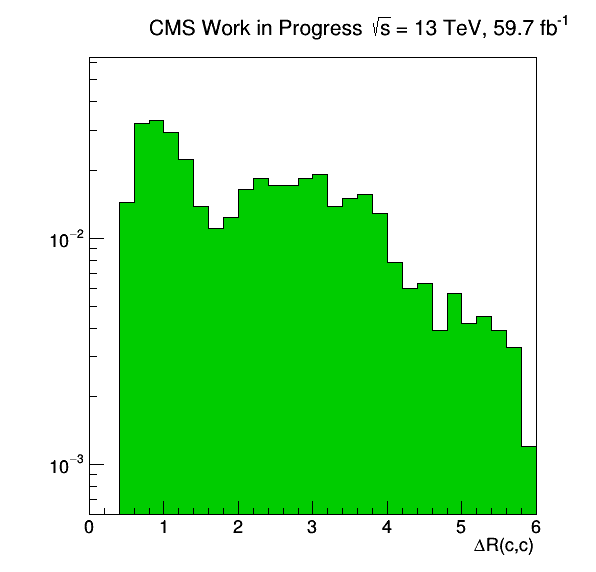 CMS Work in Progress √s = 13 TeV, 59.7 fb⁻¹
10⁻²
10⁻³
0 1 2 3 4 5 6
ΔR(c,c)